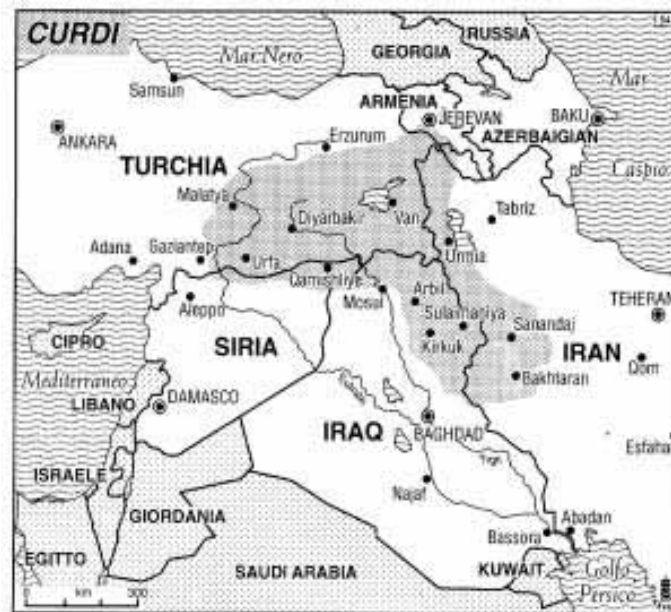 CURDI
Mar Nero
RUSSIA
GEORGIA
Mar
Caspio
Samsun
ARMENIA
JEREVAN
BAKU
AZERBAIGIAN
ANKARA
Erzurum
TURCHIA
Malatya
Diyarbakir
Van
Tabriz
Adana
Gaziantep
Urfa
Urmia
Qamishliye
Mosul
Arbil
Aleppo
Sulaimaniya
Sanandaj
TEHERAN
CIPRO
SIRIA
Kirkuk
IRAN
Mediterraneo
Bakhtaran
Qom
LIBANO
DAMASCO
IRAQ
BAGHDAD
Esfaha
ISRAELE
Tigri
Najaf
GIORDANIA
Abadan
Bassora
EGITTO
SAUDI ARABIA
KUWAIT
Golfo
Persico
0 km 300